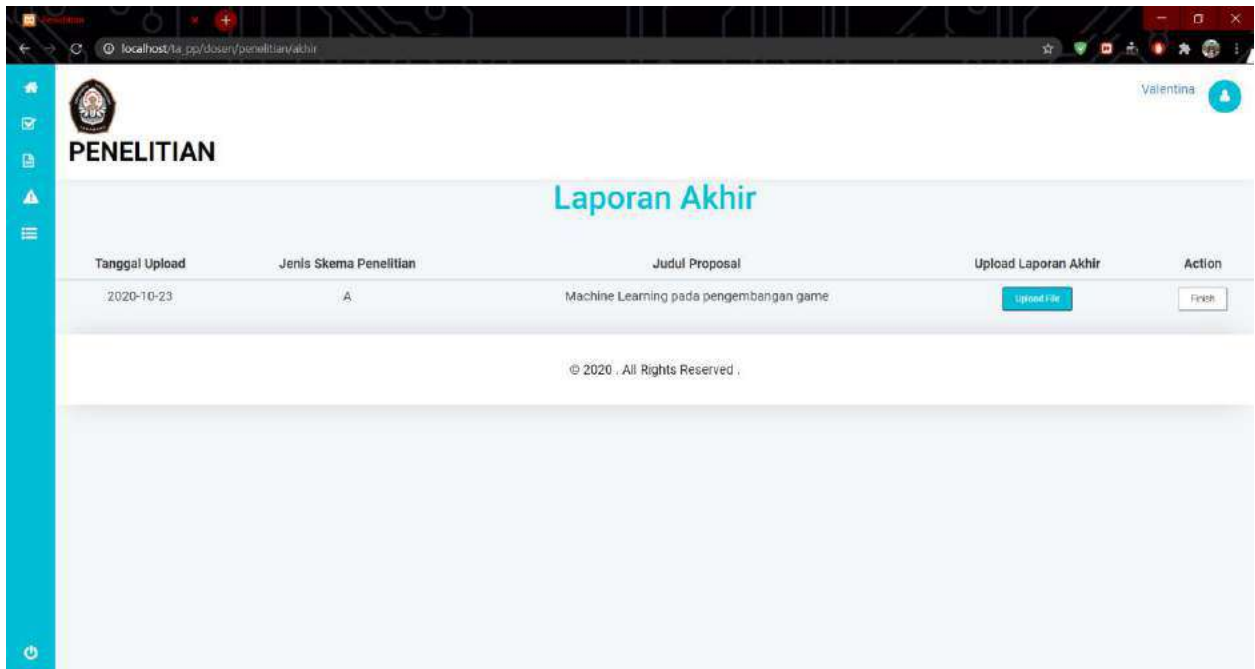 Penelitian
localhost/ta_pp/dosen/penelitian/akhir
Valentina
PENELITIAN
Laporan Akhir
Tanggal Upload Jenis Skema Penelitian Judul Proposal Upload Laporan Akhir Action
2020-10-23 A Machine Learning pada pengembangan game Upload File Finish
© 2020 . All Rights Reserved .